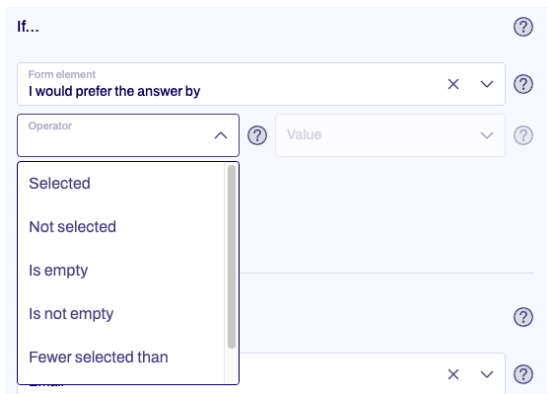 If...
Form element
I would prefer the answer by
Operator
Value
Selected
Not selected
Is empty
Is not empty
Fewer selected than